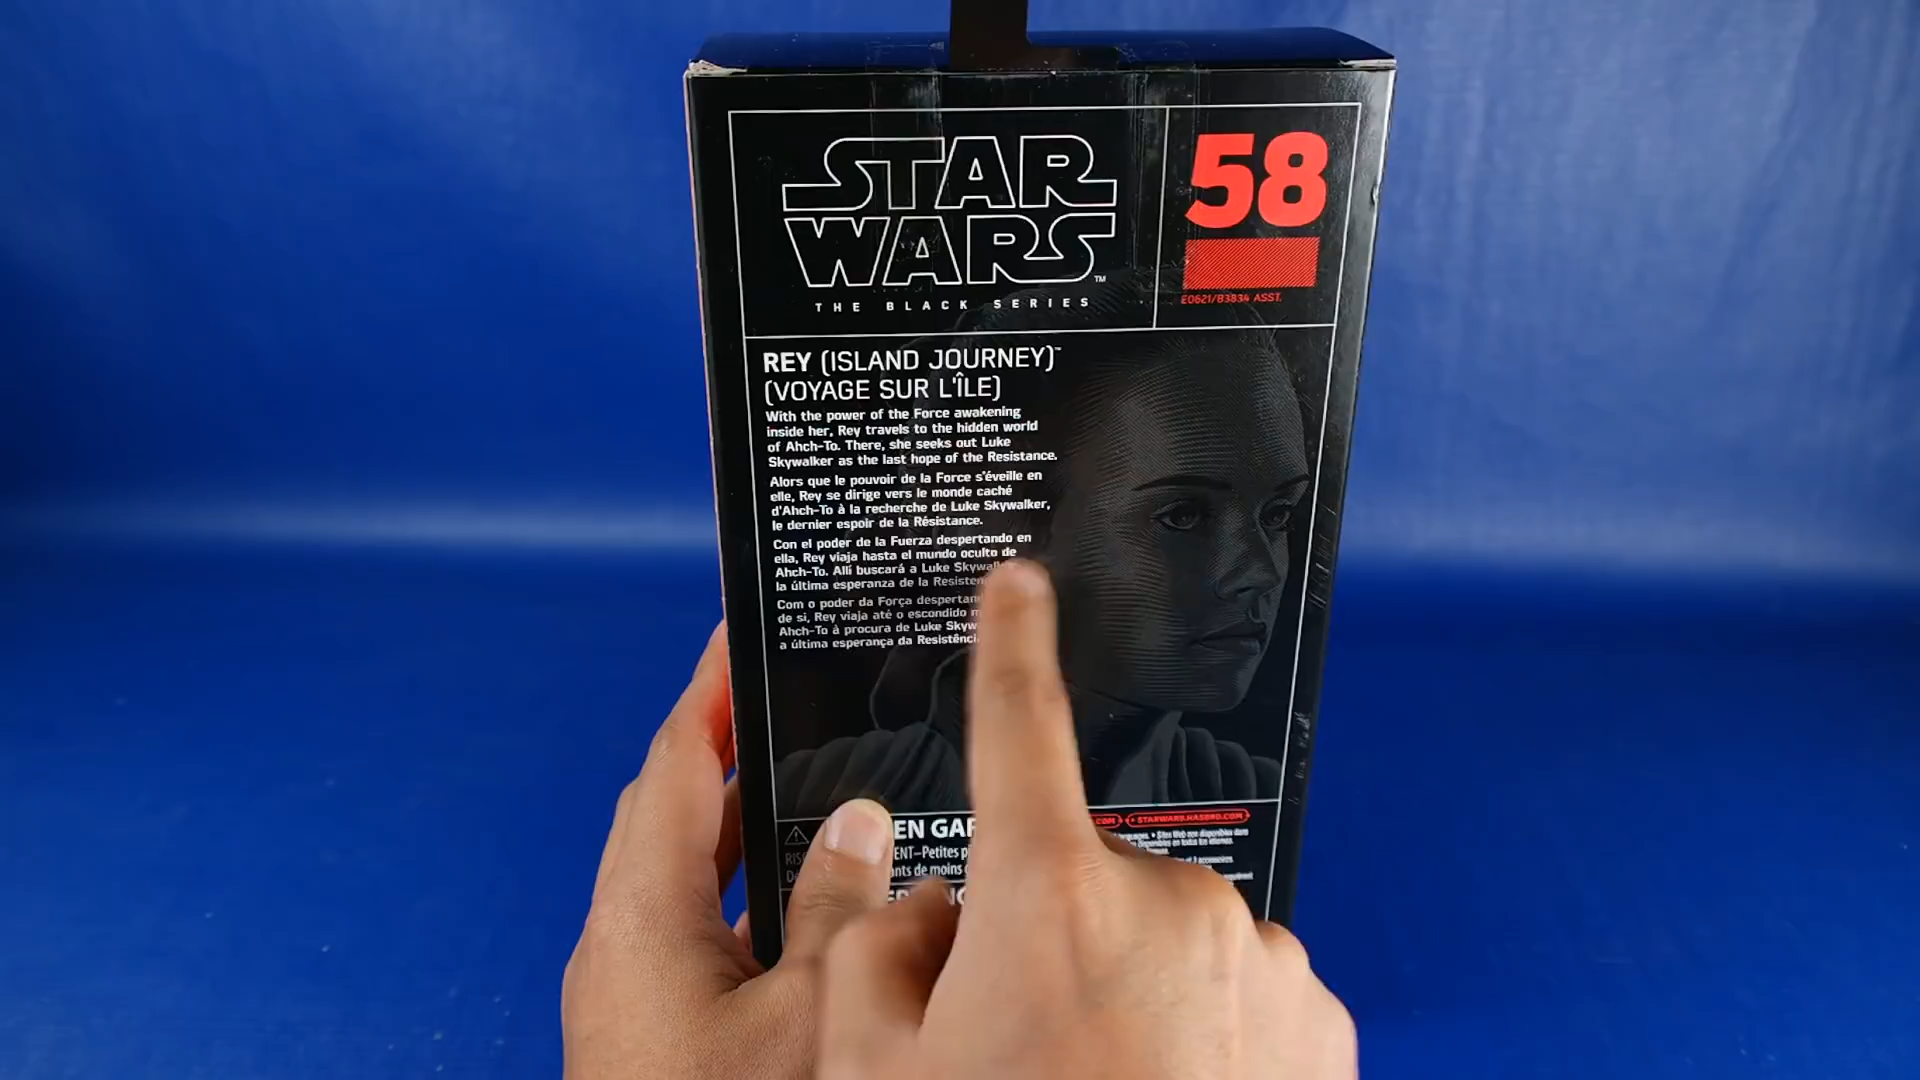 STAR
WARS™
THE BLACK SERIES
58
E0621/B3834 ASST.
REY (ISLAND JOURNEY)™
(VOYAGE SUR L'ÎLE)
With the power of the Force awakening
inside her, Rey travels to the hidden world
of Ahch-To. There, she seeks out Luke
Skywalker as the last hope of the Resistance.
Alors que le pouvoir de la Force s'éveille en
elle, Rey se dirige vers le monde caché
d'Ahch-To à la recherche de Luke Skywalker,
le dernier espoir de la Résistance.
Con el poder de la Fuerza despertando en
ella, Rey viaja hasta el mundo oculto de
Ahch-To. Allí buscará a Luke
la última esperanza de la
Com o poder da Força
de si, Rey viaja até o escondido
Ahch-To à procura de Luke
a última esperança da
EN
Petites
de moins
STARWARS.HASBRO.COM